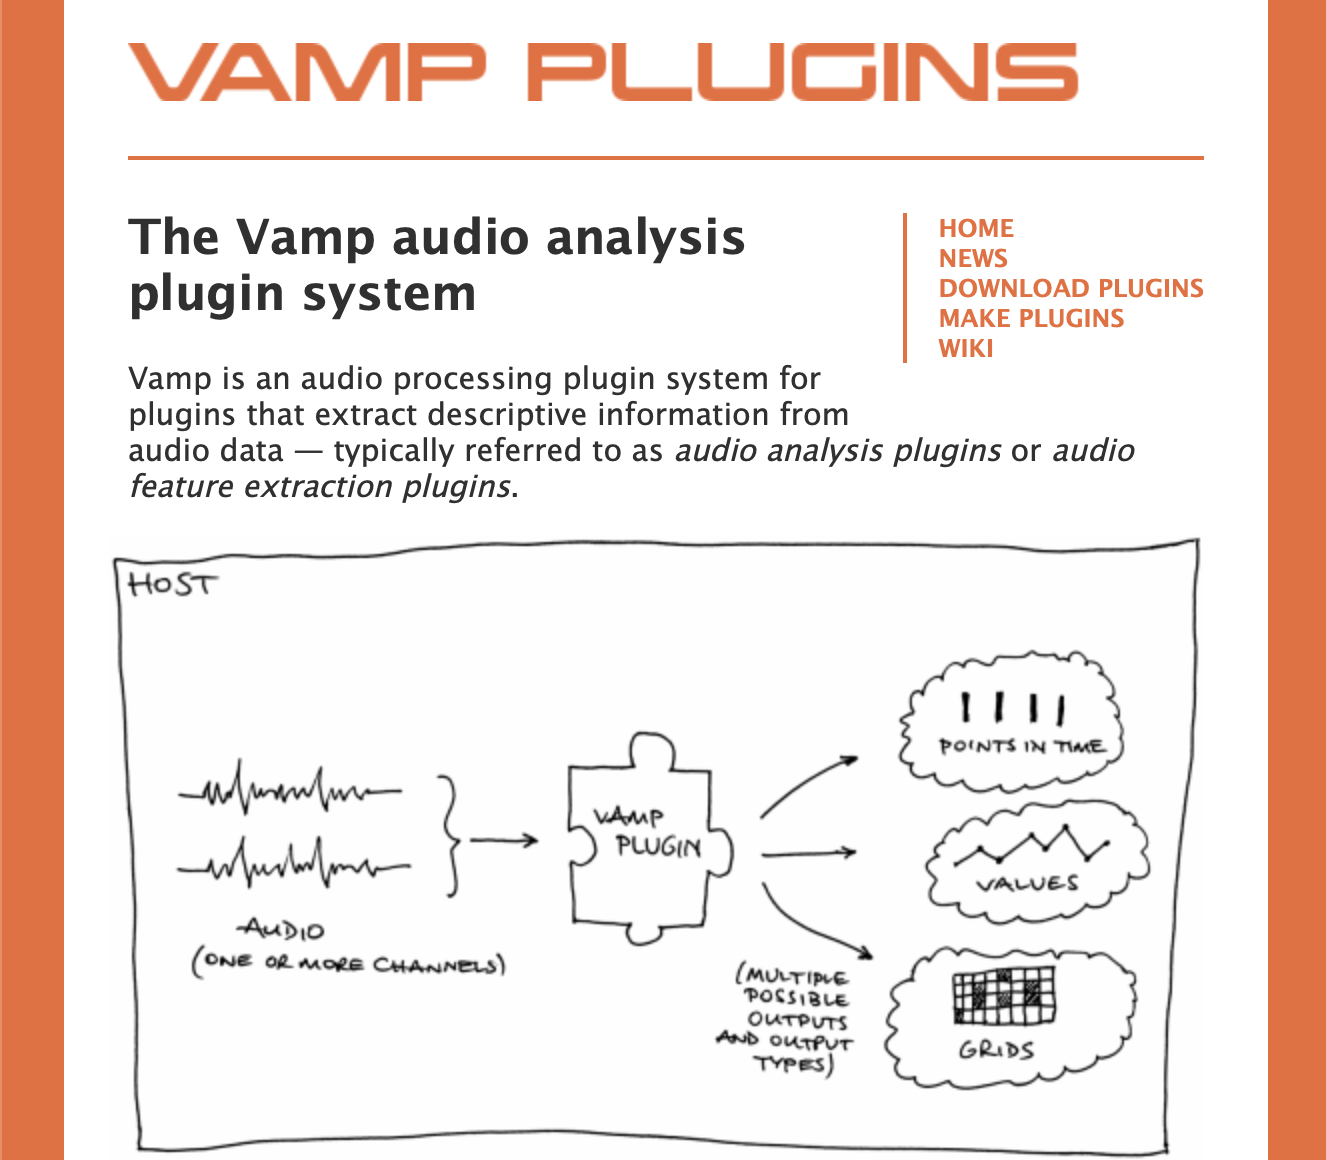 VAMP PLUGINS
The Vamp audio analysis
plugin system
HOME
NEWS
DOWNLOAD PLUGINS
MAKE PLUGINS
WIKI
Vamp is an audio processing plugin system for
plugins that extract descriptive information from
audio data — typically referred to as audio analysis plugins or audio
feature extraction plugins.
HOST
AUDIO
(ONE OR MORE CHANNELS)
VAMP
PLUGIN
(MULTIPLE
POSSIBLE
OUTPUTS
AND OUTPUT
TYPES)
POINTS IN TIME
VALUES
GRIDS